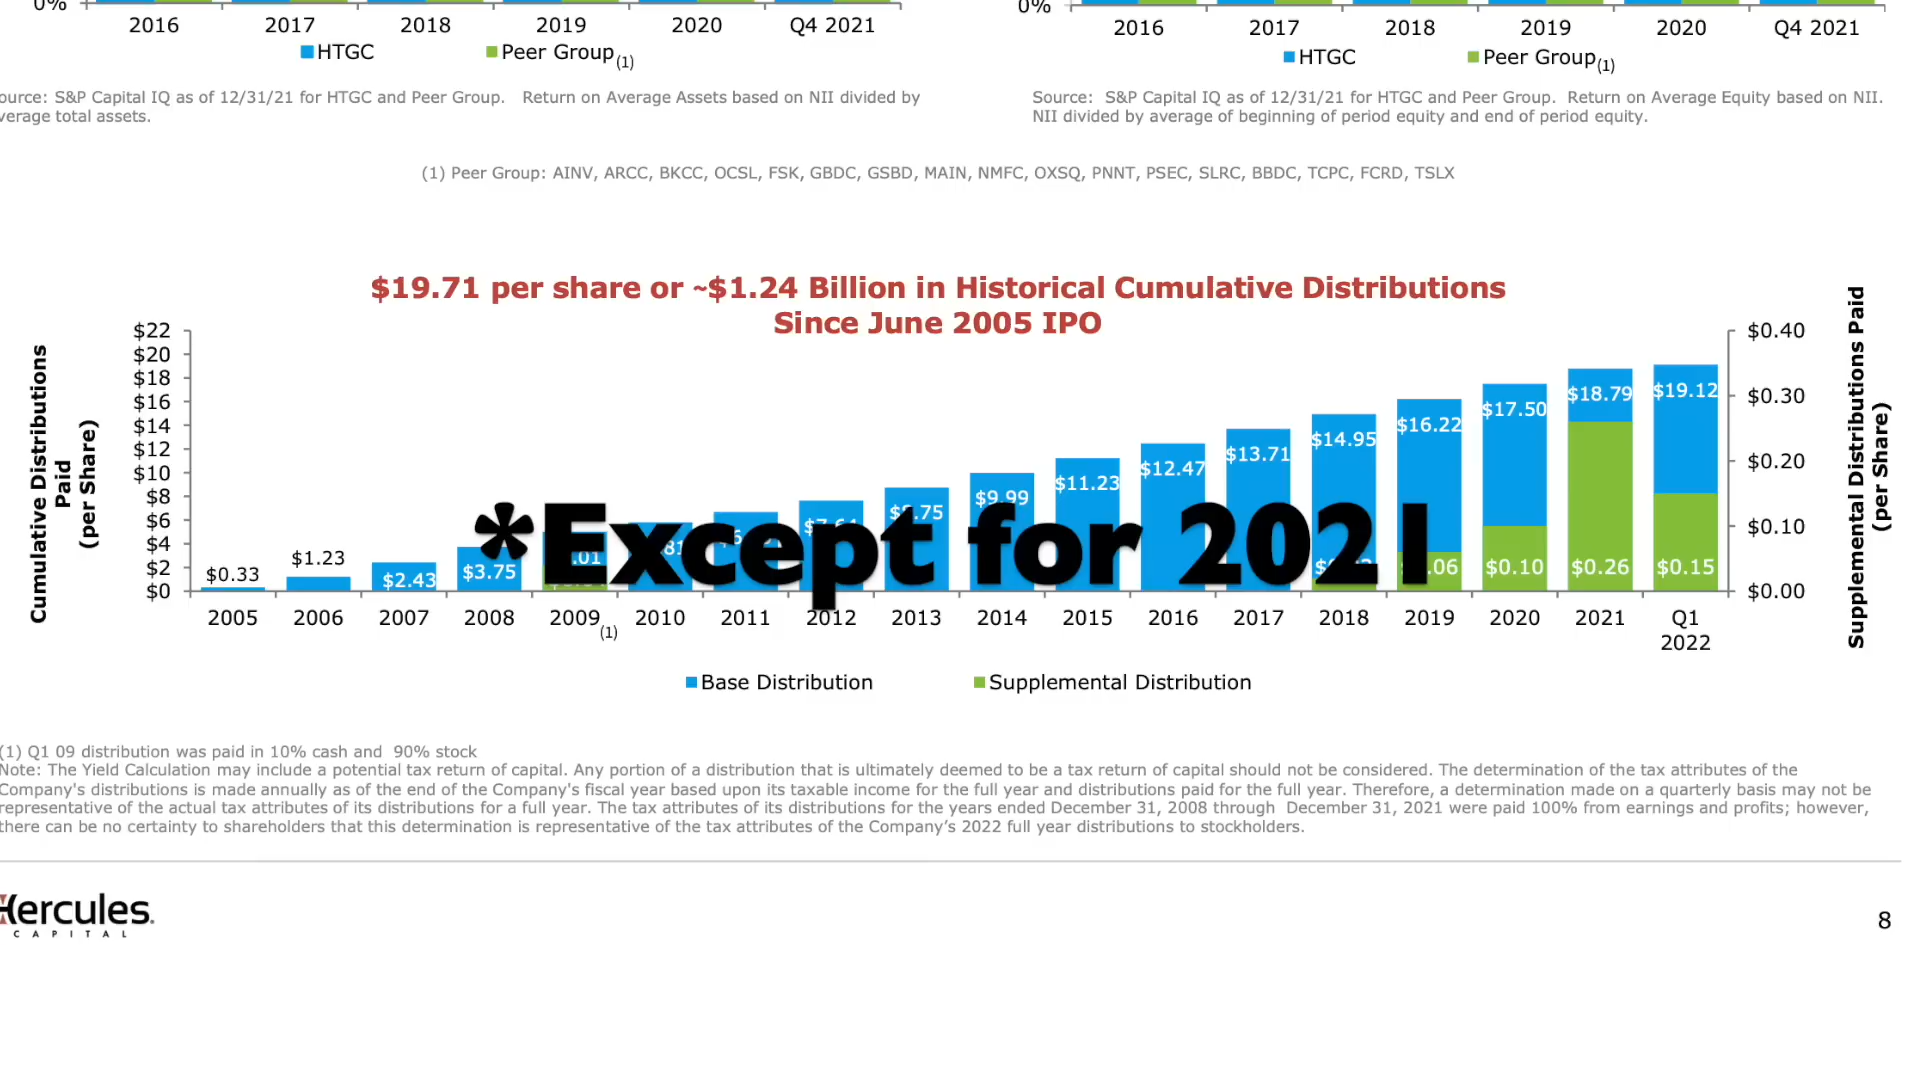 0%
2016 2017 2018 2019 2020 Q4 2021
HTGC Peer Group(1)
0%
2016 2017 2018 2019 2020 Q4 2021
HTGC Peer Group(1)
ource: S&P Capital IQ as of 12/31/21 for HTGC and Peer Group. Return on Average Assets based on NII divided by
verage total assets.
Source: S&P Capital IQ as of 12/31/21 for HTGC and Peer Group. Return on Average Equity based on NII.
NII divided by average of beginning of period equity and end of period equity.
(1) Peer Group: AINV, ARCC, BKCC, OCSL, FSK, GBDC, GSBD, MAIN, NMFC, OXSQ, PNNT, PSEC, SLRC, BBDC, TCPC, FCRD, TSLX
$19.71 per share or ~$1.24 Billion in Historical Cumulative Distributions
Since June 2005 IPO
Cumulative Distributions
Paid
(per Share)
$22
$20
$18
$16
$14
$12
$10
$8
$6
$4
$2
$0
$0.33 $1.23 $2.43 $3.75 $9.99 $11.23 $12.47 $13.71 $14.95 $16.22 $17.50 $18.79 $19.12
$0.10 $0.26 $0.15
*Except for 2021
$0.40
$0.30
$0.20
$0.10
$0.00
Supplemental Distributions Paid
(per Share)
2005 2006 2007 2008 2009(1) 2010 2011 2012 2013 2014 2015 2016 2017 2018 2019 2020 2021 Q1
2022
Base Distribution Supplemental Distribution
(1) Q1 09 distribution was paid in 10% cash and 90% stock
Note: The Yield Calculation may include a potential tax return of capital. Any portion of a distribution that is ultimately deemed to be a tax return of capital should not be considered. The determination of the tax attributes of the
Company's distributions is made annually as of the end of the Company's fiscal year based upon its taxable income for the full year and distributions paid for the full year. Therefore, a determination made on a quarterly basis may not be
representative of the actual tax attributes of its distributions for a full year. The tax attributes of its distributions for the years ended December 31, 2008 through December 31, 2021 were paid 100% from earnings and profits; however,
there can be no certainty to shareholders that this determination is representative of the tax attributes of the Company's 2022 full year distributions to stockholders.
Hercules
CAPITAL
8